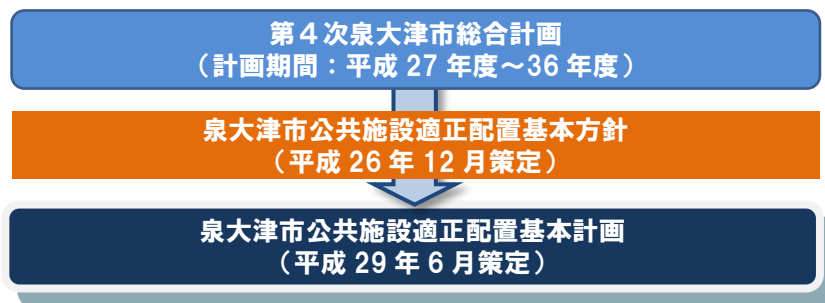 第４次泉大津市総合計画
（計画期間：平成 27 年度～36 年度）
泉大津市公共施設適正配置基本方針
（平成 26 年 12 月策定）
泉大津市公共施設適正配置基本計画
（平成 29 年 6 月策定）